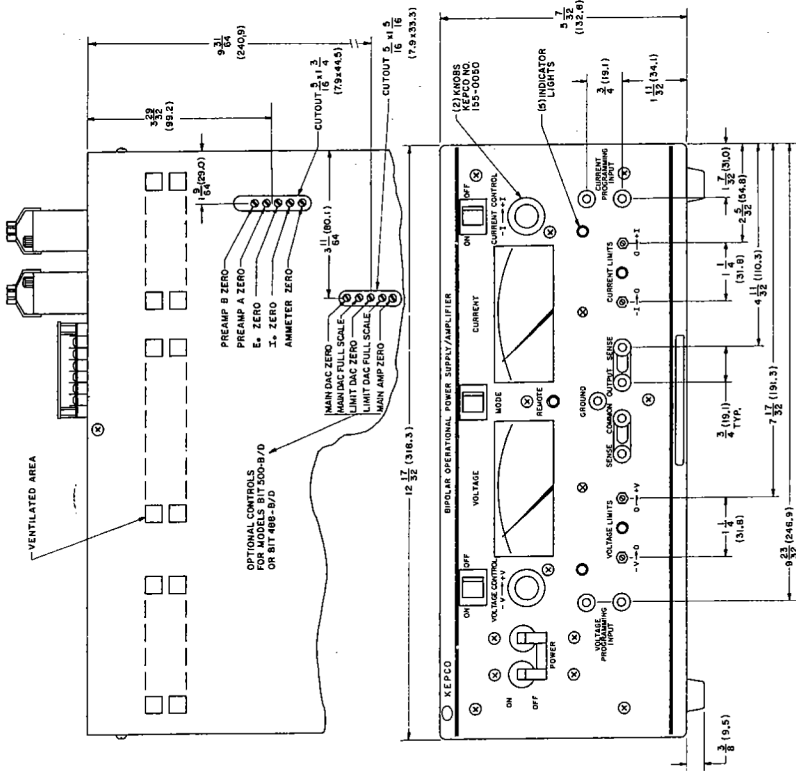 VENTILATED AREA
9 31/64
(240,9)
3 29/32
(99.2)
1 9/64 (29.0)
CUTOUT 5/16 x 1 3/4
(7.9x44.5)
CUTOUT 5/16 x 1 5/16
(7.9x33.3)
3 11/64 (80.1)
PREAMP B ZERO
PREAMP A ZERO
E₀ ZERO
I₀ ZERO
AMMETER ZERO
MAIN DAC ZERO
MAIN DAC FULL SCALE
LIMIT DAC ZERO
LIMIT DAC FULL SCALE
MAIN AMP ZERO
OPTIONAL CONTROLS
FOR MODELS BIT 500-B/D
OR BIT 488-B/D
12 17/32 (318,3)
5 7/32
(132.6)
(2) KNOBS
KEPCO NO.
155-0050
(5) INDICATOR
LIGHTS
3/4 (19.1)
1 11/32 (34.1)
KEPCO
BIPOLAR OPERATIONAL POWER SUPPLY/AMPLIFIER
ON
OFF
POWER
ON
OFF
VOLTAGE CONTROL
-V +V
VOLTAGE
MODE
REMOTE
CURRENT
ON
OFF
CURRENT CONTROL
-I +I
GROUND
VOLTAGE
PROGRAMMING
INPUT
VOLTAGE LIMITS
-V 0
0 +V
SENSE COMMON
OUTPUT SENSE
CURRENT LIMITS
-I 0
0 +I
CURRENT
PROGRAMMING
INPUT
1 7/32 (31.0)
2 5/32 (54.8)
1 1/4
(31.8)
4 11/32 (110.3)
3/4 (19.1)
TYP.
7 17/32 (191.3)
1 1/4
(31.8)
9 23/32 (246,9)
3/8 (9,5)